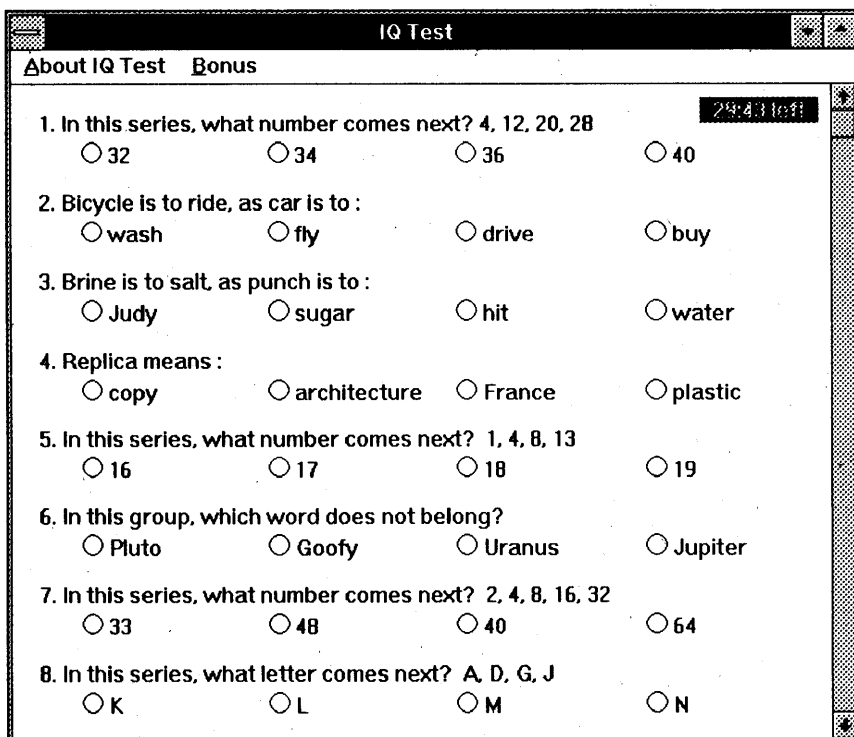 IQ Test
About IQ Test Bonus
29:43 left
1. In this series, what number comes next? 4, 12, 20, 28
32 34 36 40
2. Bicycle is to ride, as car is to :
wash fly drive buy
3. Brine is to salt, as punch is to :
Judy sugar hit water
4. Replica means :
copy architecture France plastic
5. In this series, what number comes next? 1, 4, 8, 13
16 17 18 19
6. In this group, which word does not belong?
Pluto Goofy Uranus Jupiter
7. In this series, what number comes next? 2, 4, 8, 16, 32
33 48 40 64
8. In this series, what letter comes next? A, D, G, J
K L M N